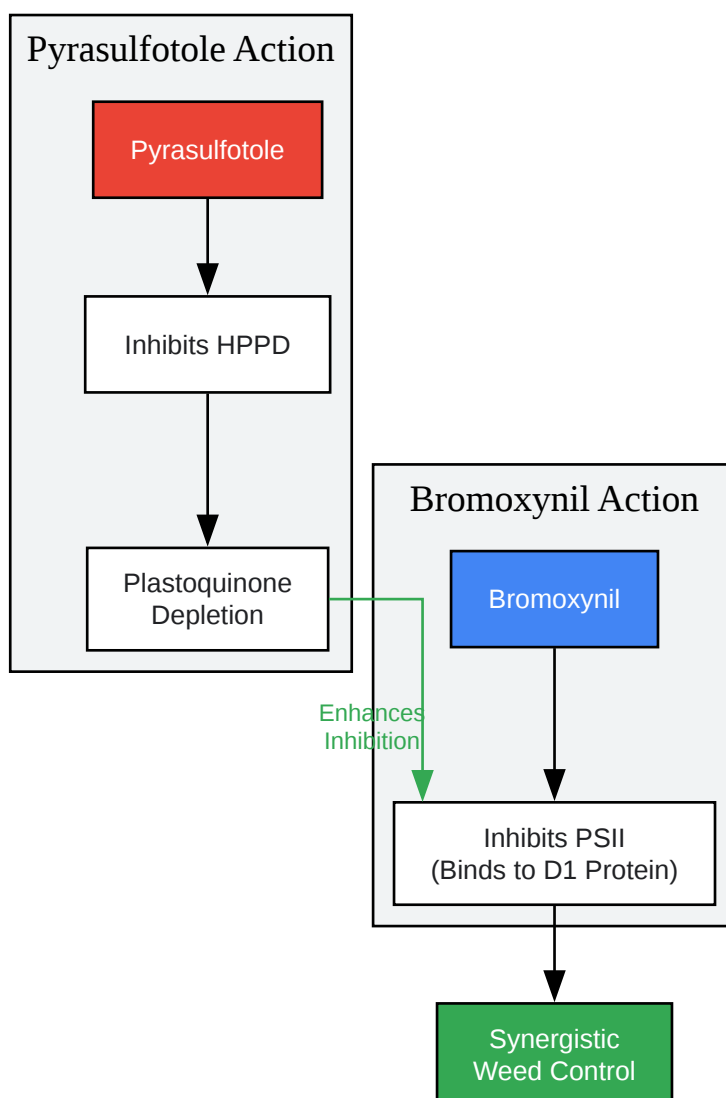 Pyrasulfotole Action
Pyrasulfotole
Inhibits HPPD
Plastoquinone
Depletion
Enhances
Inhibition
Bromoxynil Action
Bromoxynil
Inhibits PSII
(Binds to D1 Protein)
Synergistic
Weed Control